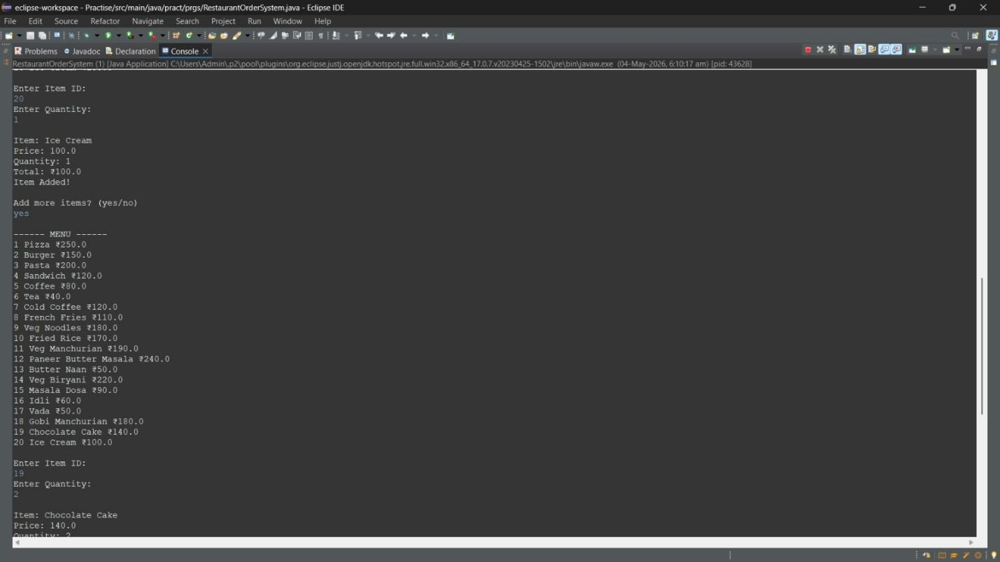 eclipse-workspace - Practise/src/main/java/pract/prgs/RestaurantOrderSystem.java - Eclipse IDE
File Edit Source Refactor Navigate Search Project Run Window Help
Problems Javadoc Declaration Console
RestaurantOrderSystem (1) [Java Application] C:\Users\Admin\.p2\pool\plugins\org.eclipse.justj.openjdk.hotspot.jre.full.win32.x86_64_17.0.7.v20230425-1502\jre\bin\javaw.exe (04-May-2026, 6:10:17 am) [pid: 43628]
Enter Item ID:
20
Enter Quantity:
1
Item: Ice Cream
Price: 100.0
Quantity: 1
Total: ₹100.0
Item Added!
Add more items? (yes/no)
yes
------ MENU ------
1 Pizza ₹250.0
2 Burger ₹150.0
3 Pasta ₹200.0
4 Sandwich ₹120.0
5 Coffee ₹80.0
6 Tea ₹40.0
7 Cold Coffee ₹120.0
8 French Fries ₹110.0
9 Veg Noodles ₹180.0
10 Fried Rice ₹170.0
11 Veg Manchurian ₹190.0
12 Paneer Butter Masala ₹240.0
13 Butter Naan ₹50.0
14 Veg Biryani ₹220.0
15 Masala Dosa ₹90.0
16 Idli ₹60.0
17 Vada ₹50.0
18 Gobi Manchurian ₹180.0
19 Chocolate Cake ₹140.0
20 Ice Cream ₹100.0
Enter Item ID:
19
Enter Quantity:
2
Item: Chocolate Cake
Price: 140.0
Quantity: 2